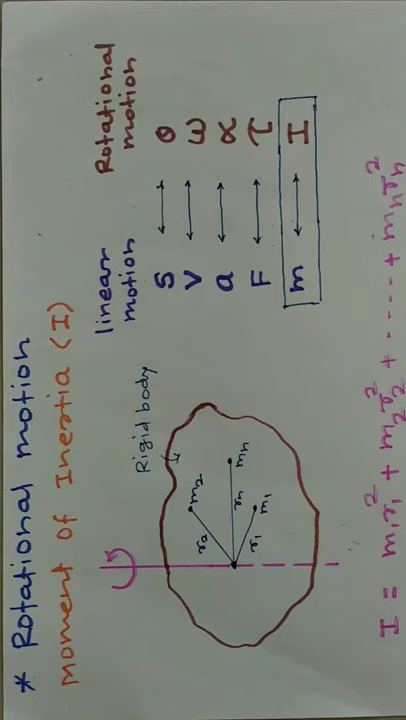 * Rotational motion
moment of Inertia (I)
Rigid body
r₂ m₂
rₙ mₙ
r₁ m₁
linear motion ↔ Rotational motion
S ↔ θ
V ↔ ω
a ↔ α
F ↔ τ
m ↔ I
I = m₁r₁² + m₂r₂² + - - - - + mₙrₙ²